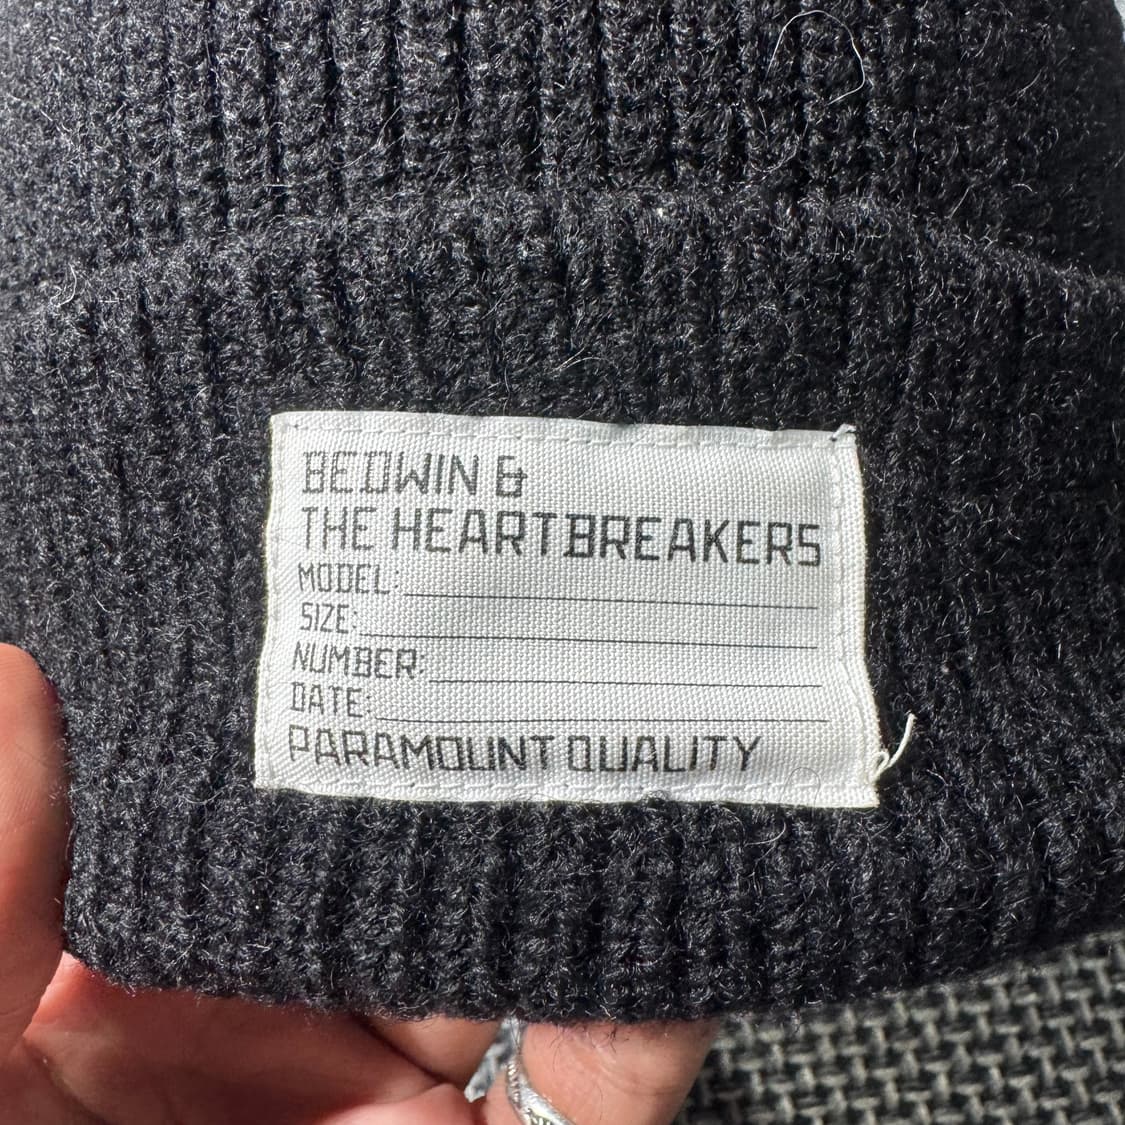 BEDWIN &
THE HEARTBREAKERS
MODEL:
SIZE:
NUMBER:
DATE:
PARAMOUNT QUALITY